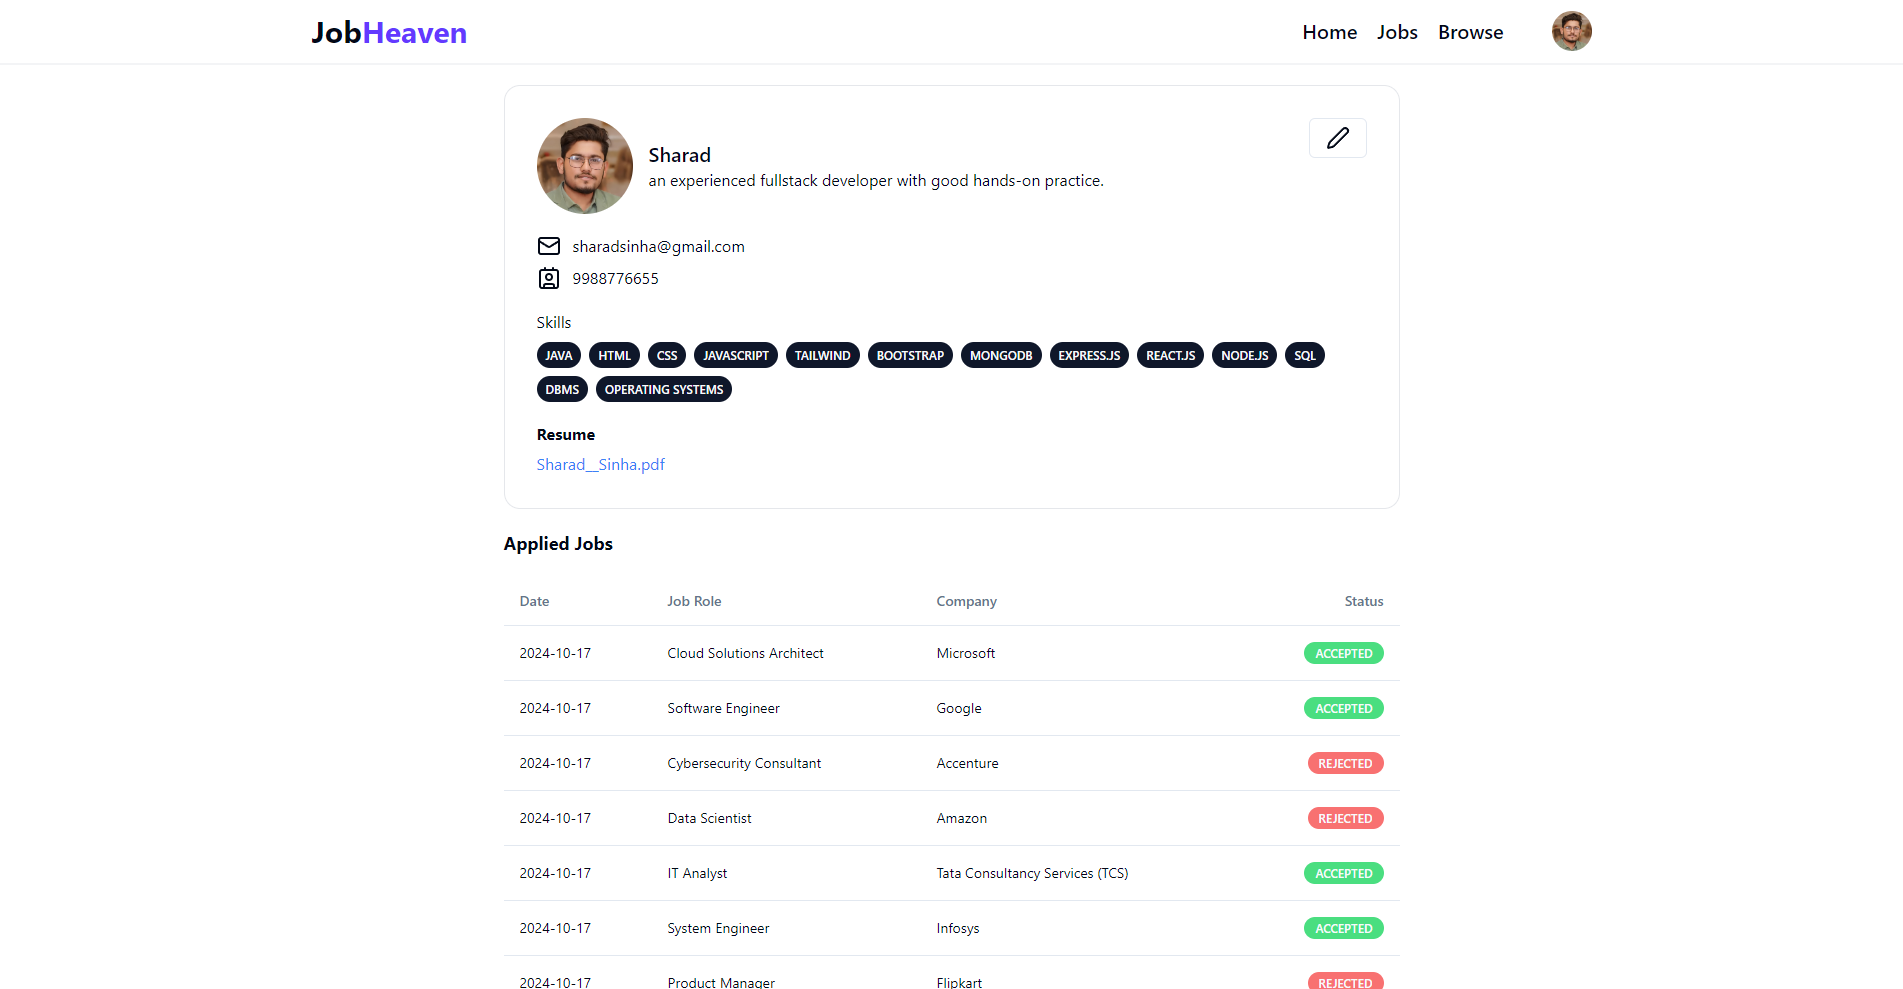 JobHeaven Home Jobs Browse
Sharad
an experienced fullstack developer with good hands-on practice.
sharadsinha@gmail.com
9988776655
Skills
JAVA HTML CSS JAVASCRIPT TAILWIND BOOTSTRAP MONGODB EXPRESS.JS REACT.JS NODE.JS SQL
DBMS OPERATING SYSTEMS
Resume
Sharad__Sinha.pdf
Applied Jobs
Date Job Role Company Status
2024-10-17 Cloud Solutions Architect Microsoft ACCEPTED
2024-10-17 Software Engineer Google ACCEPTED
2024-10-17 Cybersecurity Consultant Accenture REJECTED
2024-10-17 Data Scientist Amazon REJECTED
2024-10-17 IT Analyst Tata Consultancy Services (TCS) ACCEPTED
2024-10-17 System Engineer Infosys ACCEPTED
2024-10-17 Product Manager Flipkart REJECTED